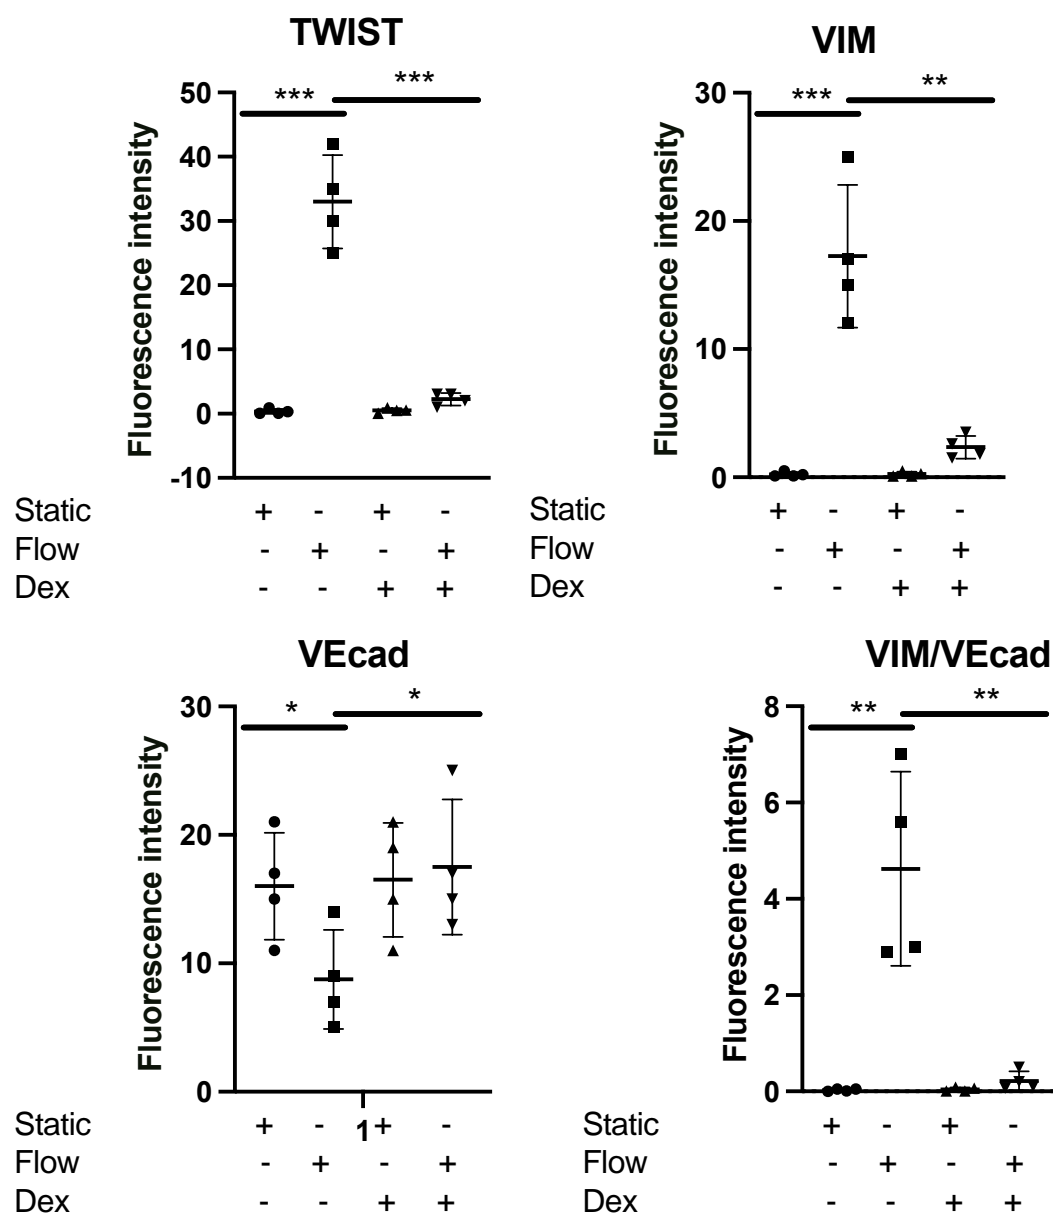 TWIST
*** ***
Fluorescence intensity
50
40
30
20
10
0
-10
Static + - + -
Flow - + - +
Dex - - + +
VIM
*** **
Fluorescence intensity
30
20
10
0
Static + - + -
Flow - + - +
Dex - - + +
VEcad
* *
Fluorescence intensity
30
20
10
0
1
Static + - + -
Flow - + - +
Dex - - + +
VIM/VEcad
** **
Fluorescence intensity
8
6
4
2
0
Static + - + -
Flow - + - +
Dex - - + +